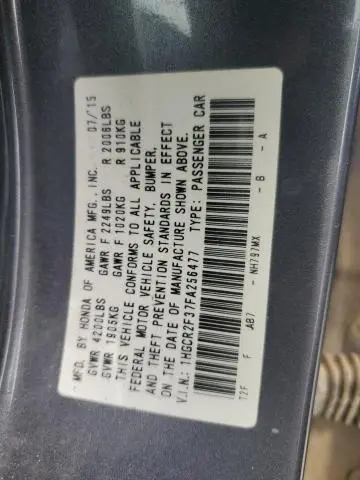 MFD. BY HONDA OF AMERICA MFG., INC. 07/15
GVWR 4200LBS GAWR F 2249LBS R 2006LBS
GVWR 1905KG GAWR F 1020KG R 910KG
THIS VEHICLE CONFORMS TO ALL APPLICABLE
FEDERAL MOTOR VEHICLE SAFETY, BUMPER,
AND THEFT PREVENTION STANDARDS IN EFFECT
ON THE DATE OF MANUFACTURE SHOWN ABOVE.
V.I.N.: 1HGCR2F37FA256477 TYPE: PASSENGER CAR
T2F F AB7 - NH797MX - B - A